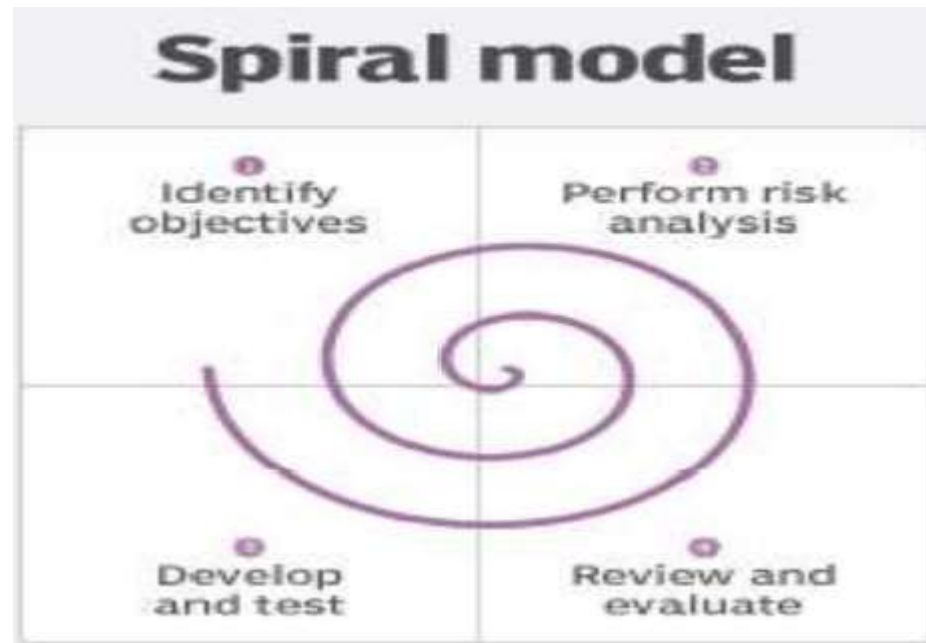 Spiral model
Identify
objectives
Perform risk
analysis
Develop
and test
Review and
evaluate